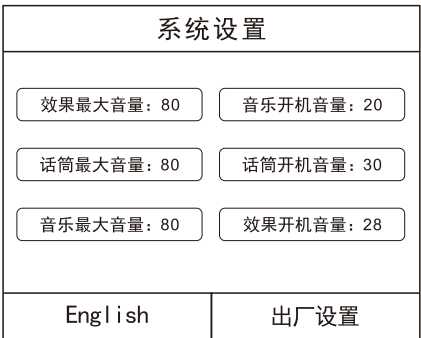 系统设置
效果最大音量：80
音乐开机音量：20
话筒最大音量：80
话筒开机音量：30
音乐最大音量：80
效果开机音量：28
English
出厂设置